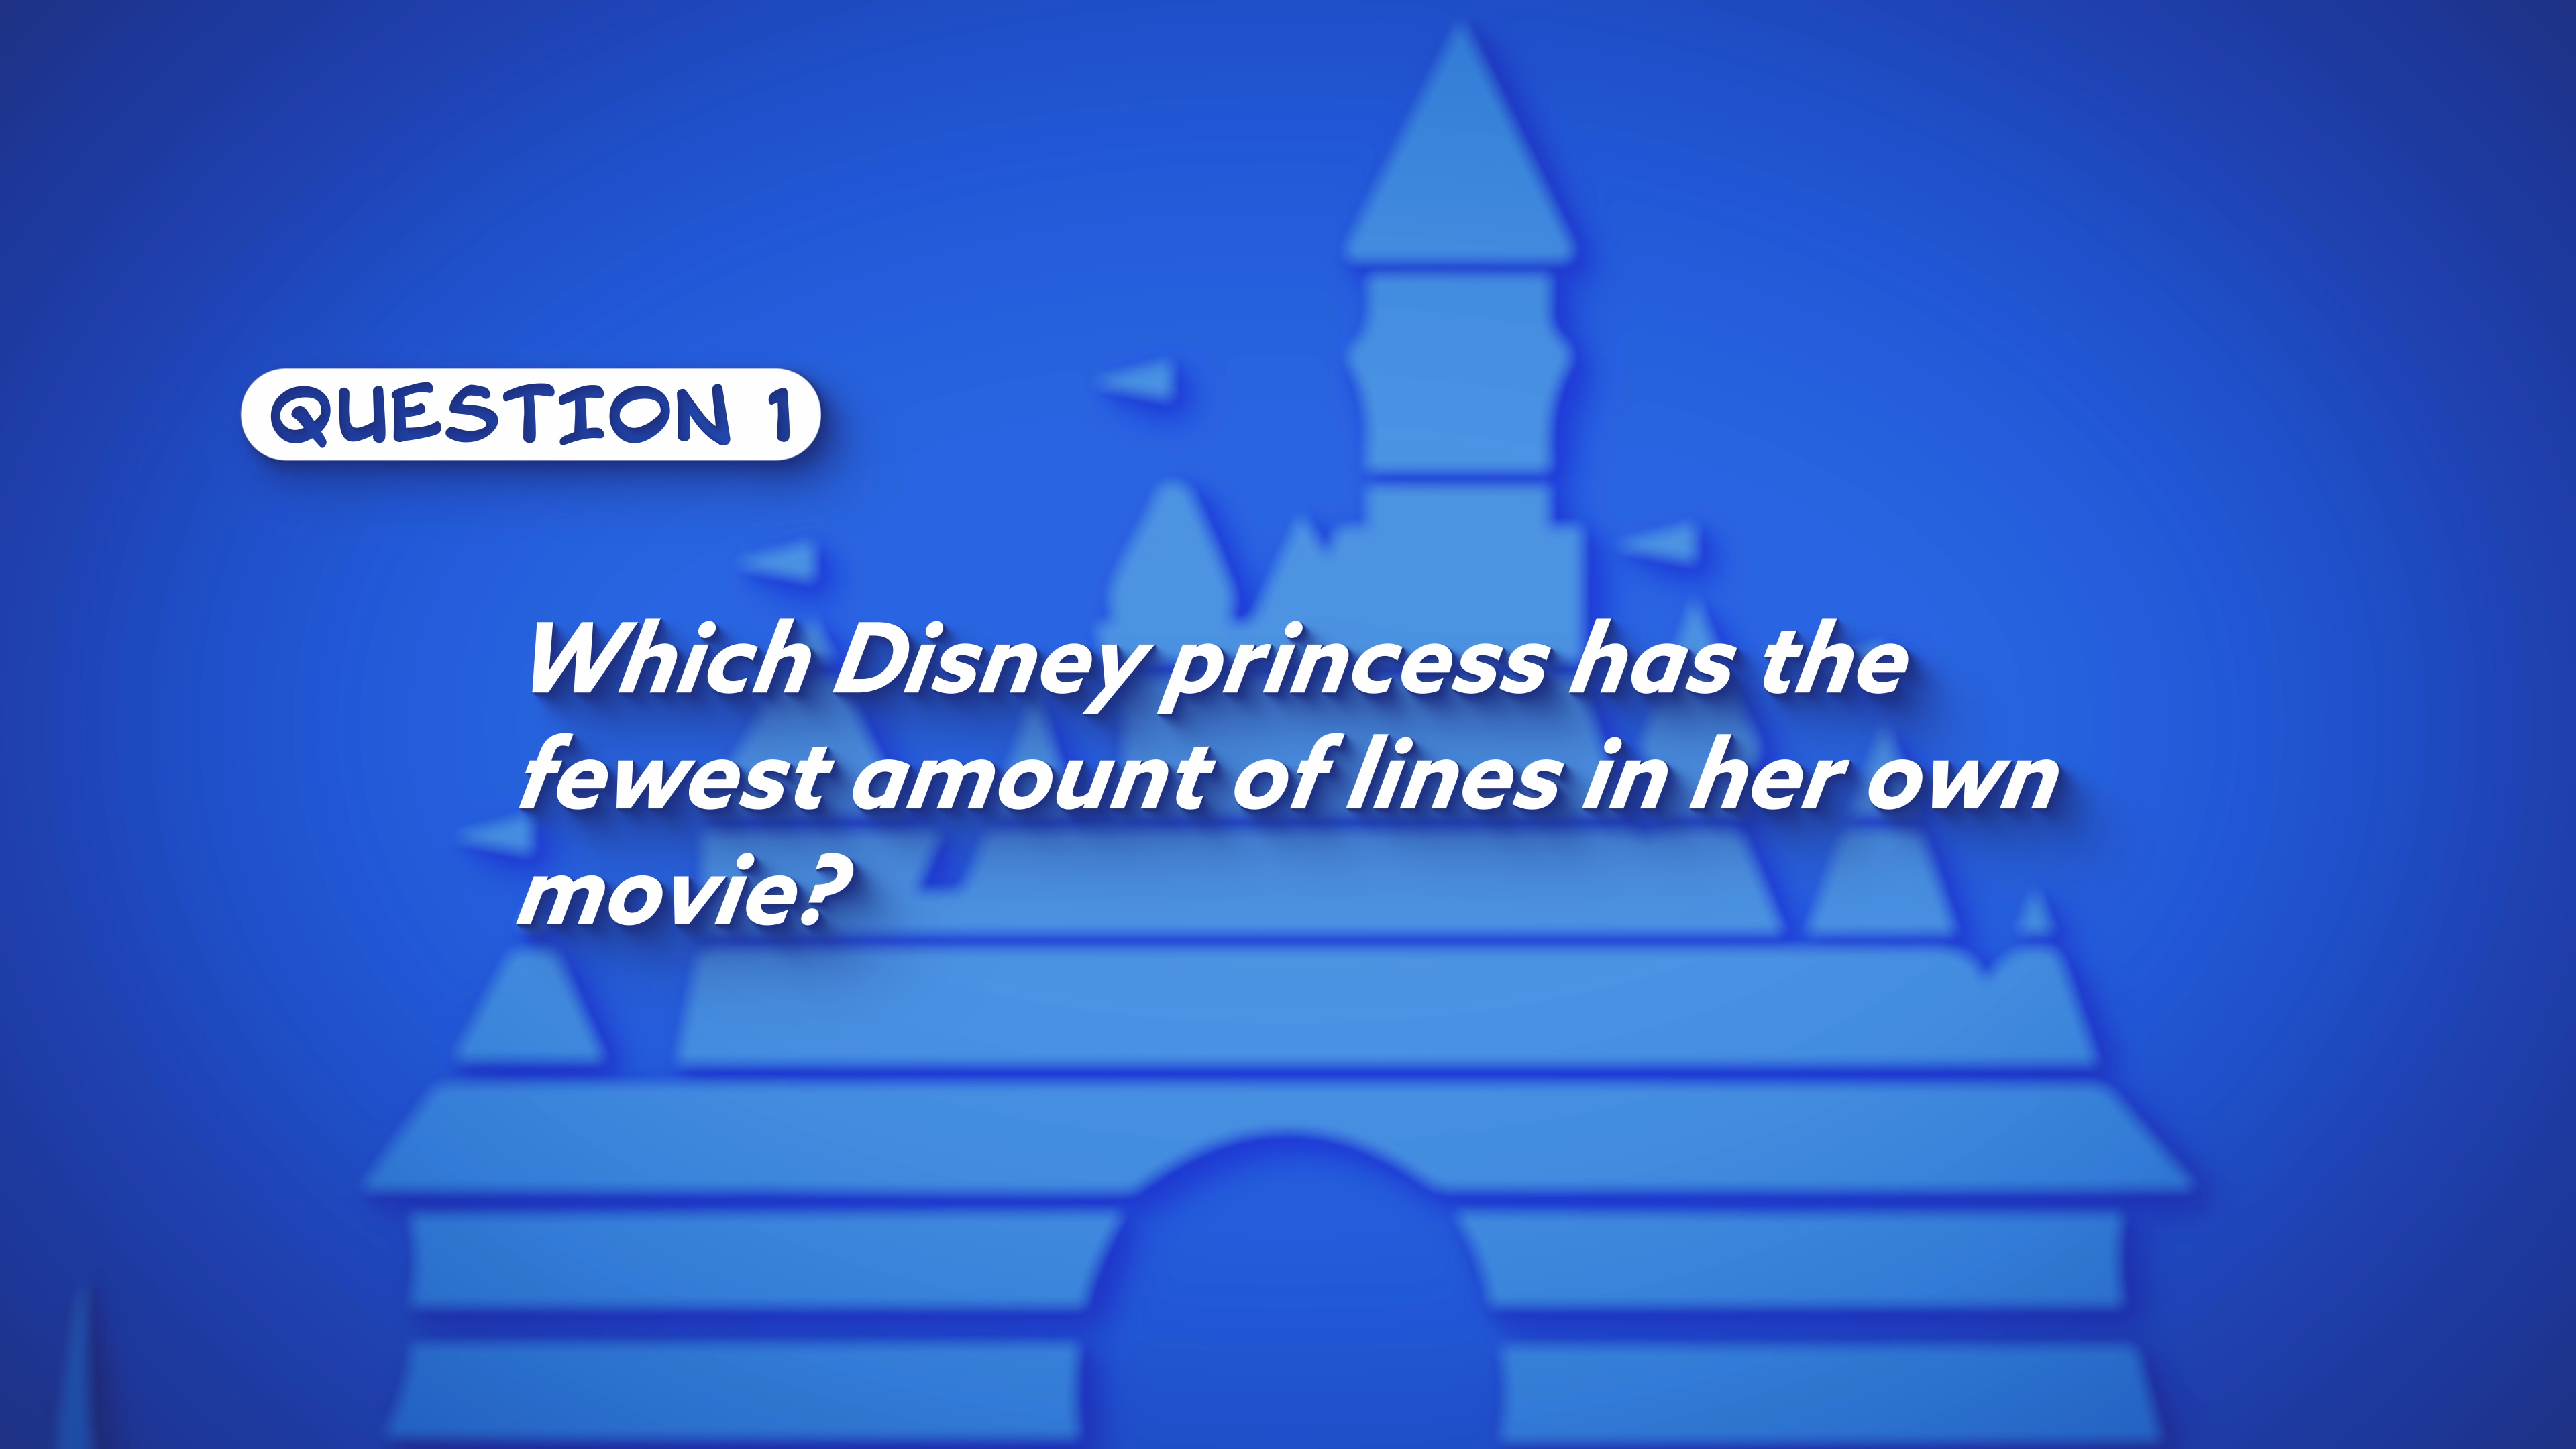 QUESTION 1
Which Disney princess has the
fewest amount of lines in her own
movie?